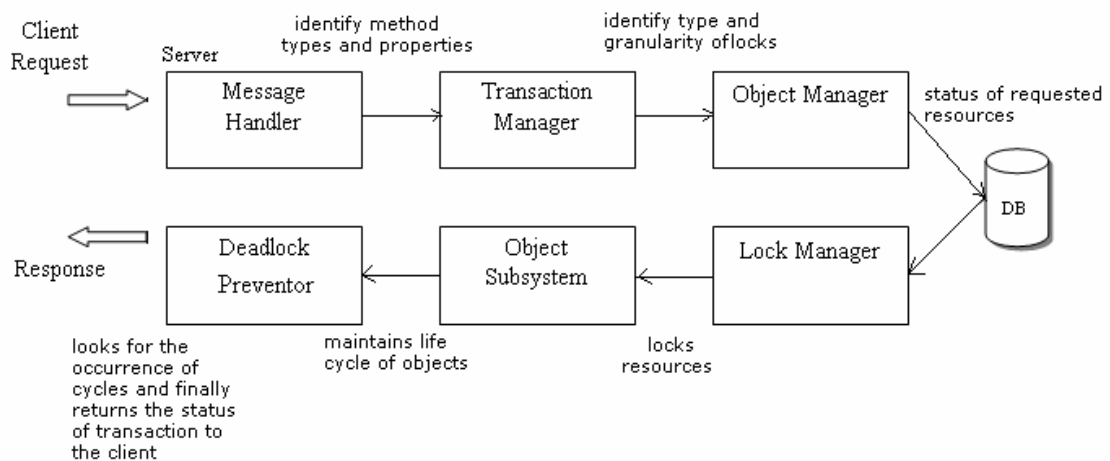 Client
Request
Server
identify method
types and properties
identify type and
granularity oflocks
Message
Handler
Transaction
Manager
Object Manager
status of requested
resources
DB
Response
Deadlock
Preventor
Object
Subsystem
Lock Manager
looks for the
occurrence of
cycles and finally
returns the status
of transaction to
the client
maintains life
cycle of objects
locks
resources